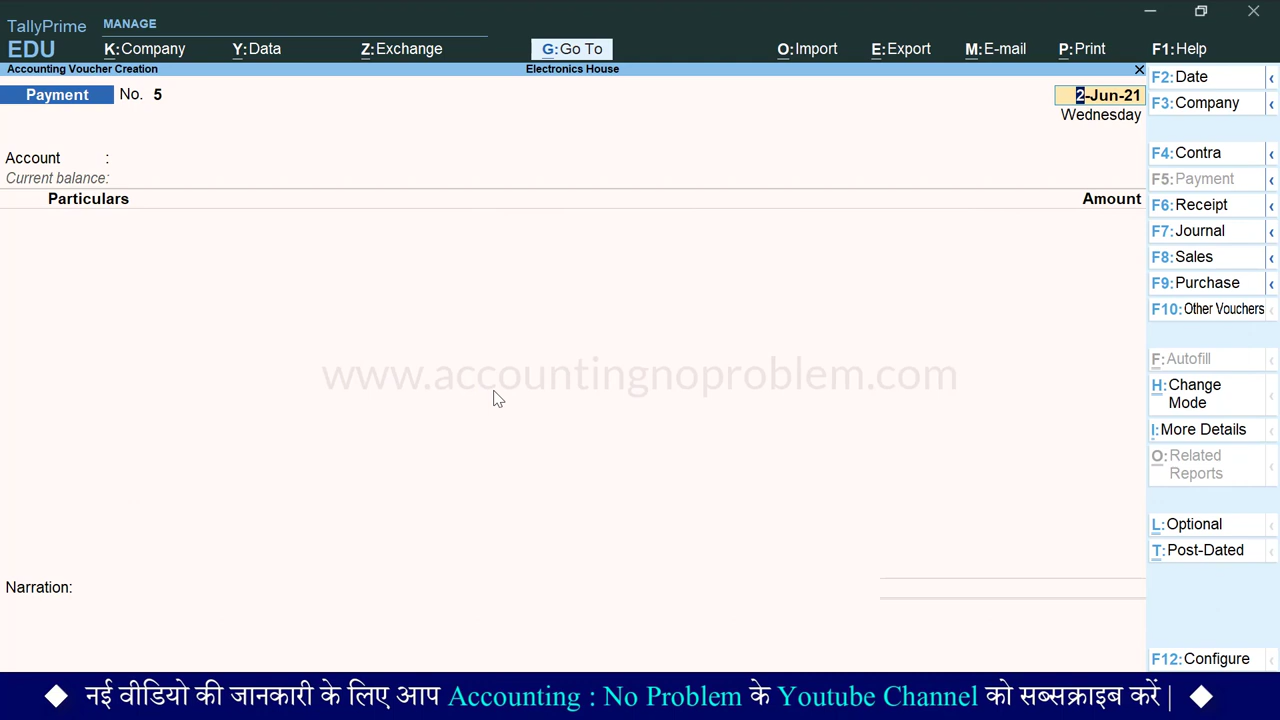 TallyPrime
MANAGE
EDU
K:Company Y:Data Z:Exchange G:Go To O:Import E:Export M:E-mail P:Print F1:Help
Accounting Voucher Creation Electronics House
Payment No. 5 2-Jun-21
Wednesday
Account :
Current balance:
Particulars Amount
www.accountingnoproblem.com
Narration:
F2:Date
F3:Company
F4:Contra
F5:Payment
F6:Receipt
F7:Journal
F8:Sales
F9:Purchase
F10:Other Vouchers
F:Autofill
H:Change
Mode
I:More Details
O:Related
Reports
L:Optional
T:Post-Dated
F12:Configure
नई वीडियो की जानकारी के लिए आप Accounting : No Problem के Youtube Channel को सब्सक्राइब करें |